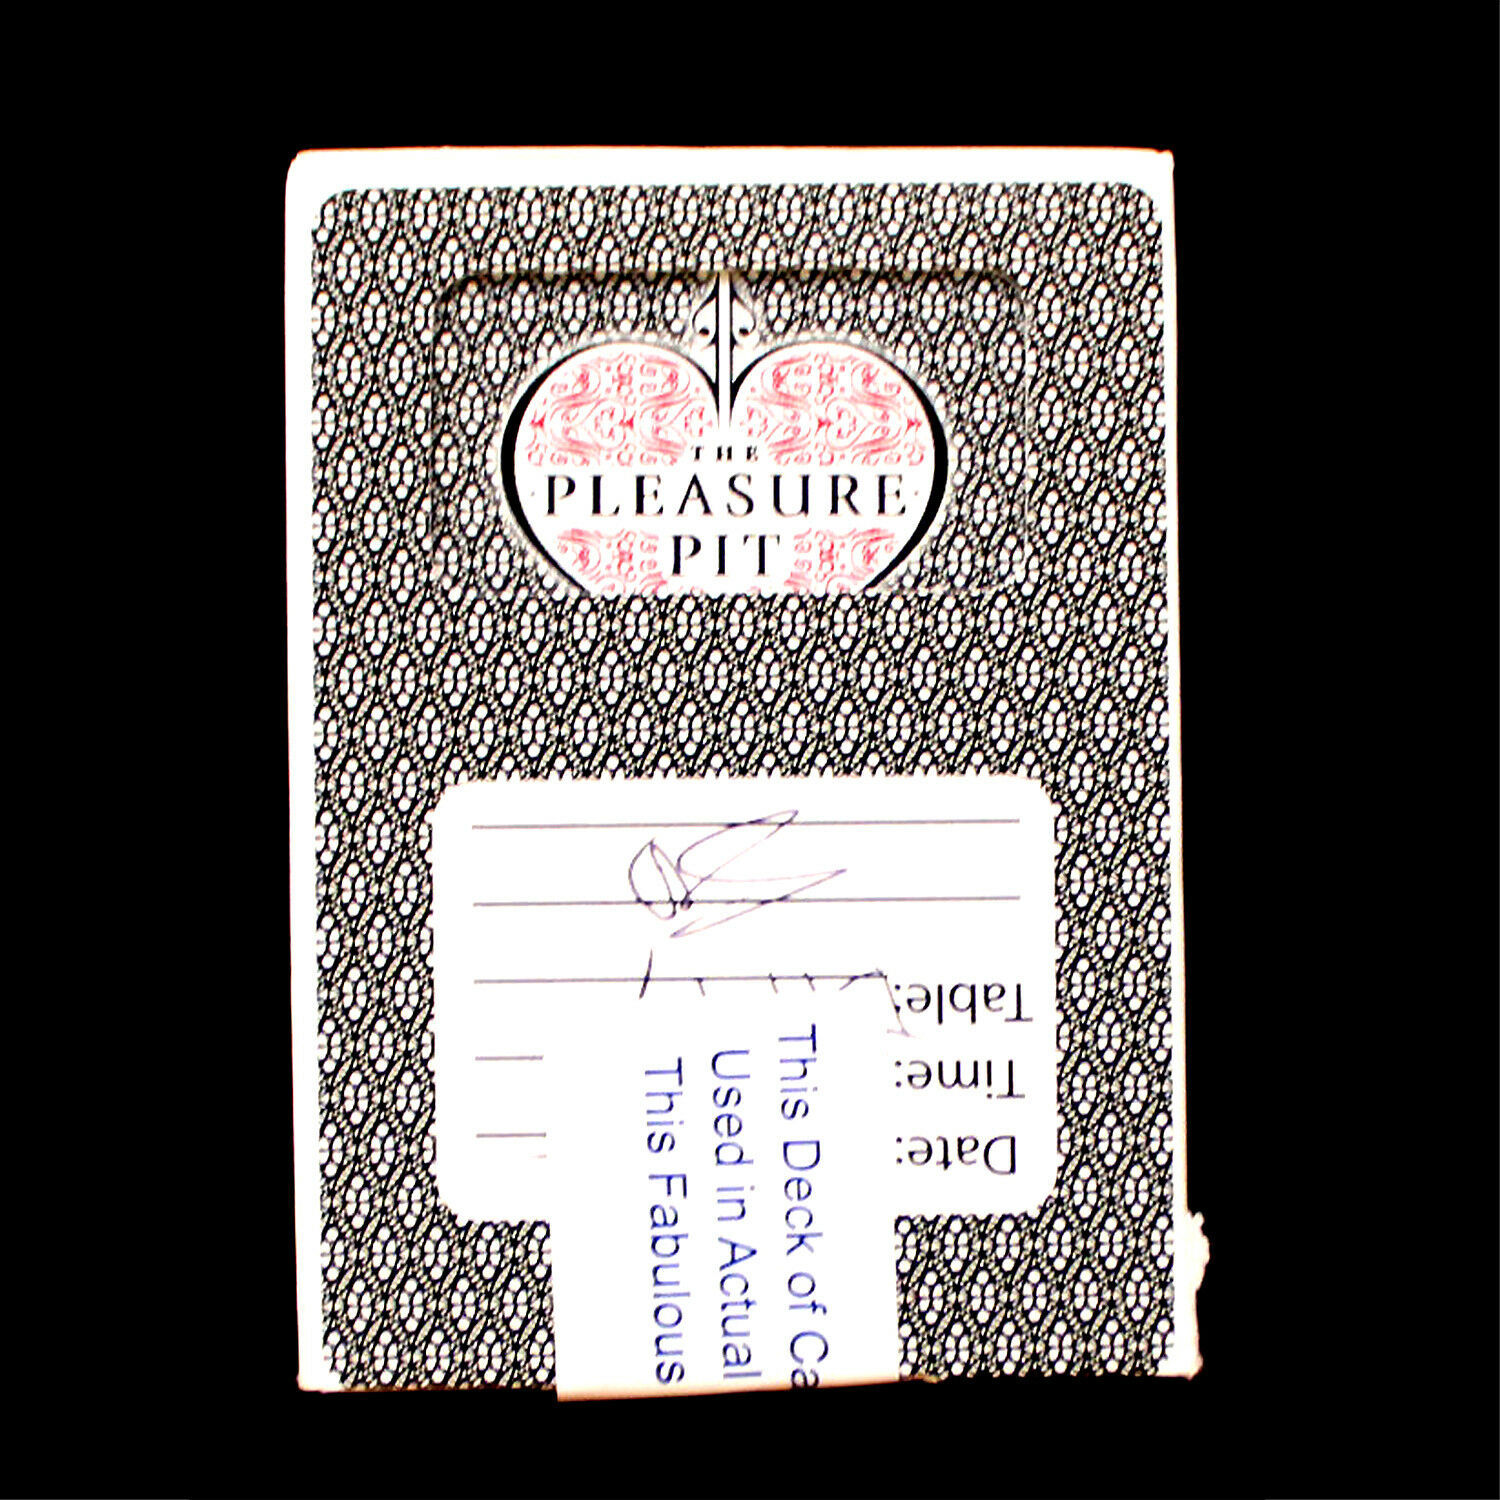 THE
PLEASURE
PIT
Table:
Time:
Date:
This Deck of Ca
Used in Actual
This Fabulous